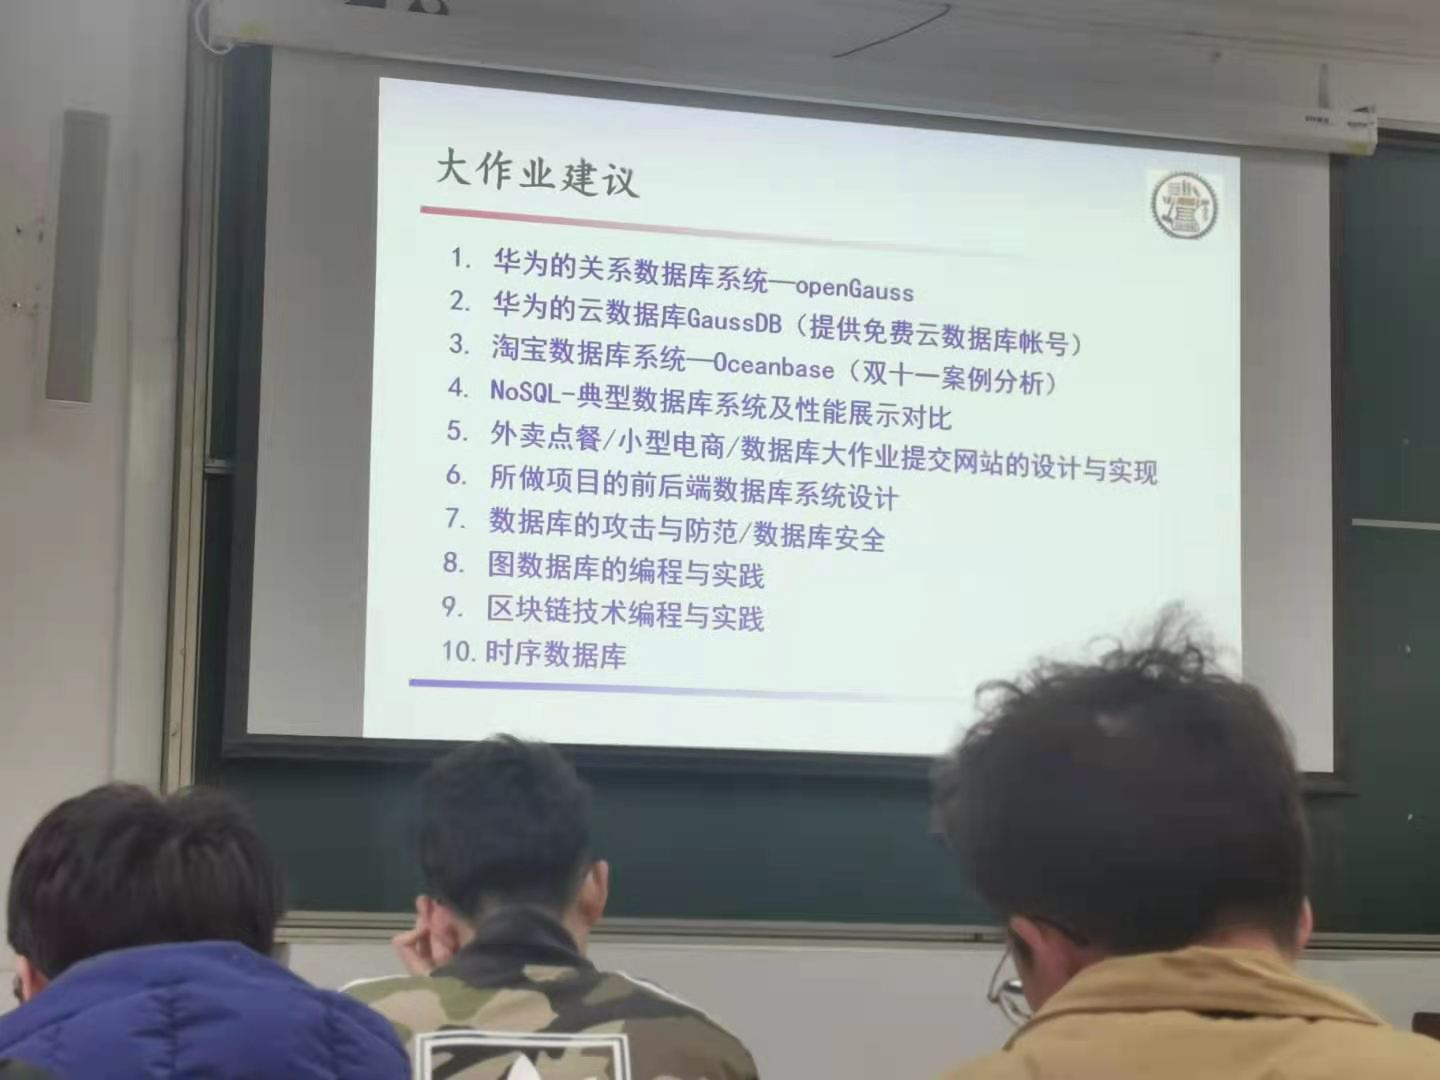 大作业建议
1. 华为的关系数据库系统—openGauss
2. 华为的云数据库GaussDB（提供免费云数据库帐号）
3. 淘宝数据库系统—Oceanbase（双十一案例分析）
4. NoSQL-典型数据库系统及性能展示对比
5. 外卖点餐/小型电商/数据库大作业提交网站的设计与实现
6. 所做项目的前后端数据库系统设计
7. 数据库的攻击与防范/数据库安全
8. 图数据库的编程与实践
9. 区块链技术编程与实践
10. 时序数据库